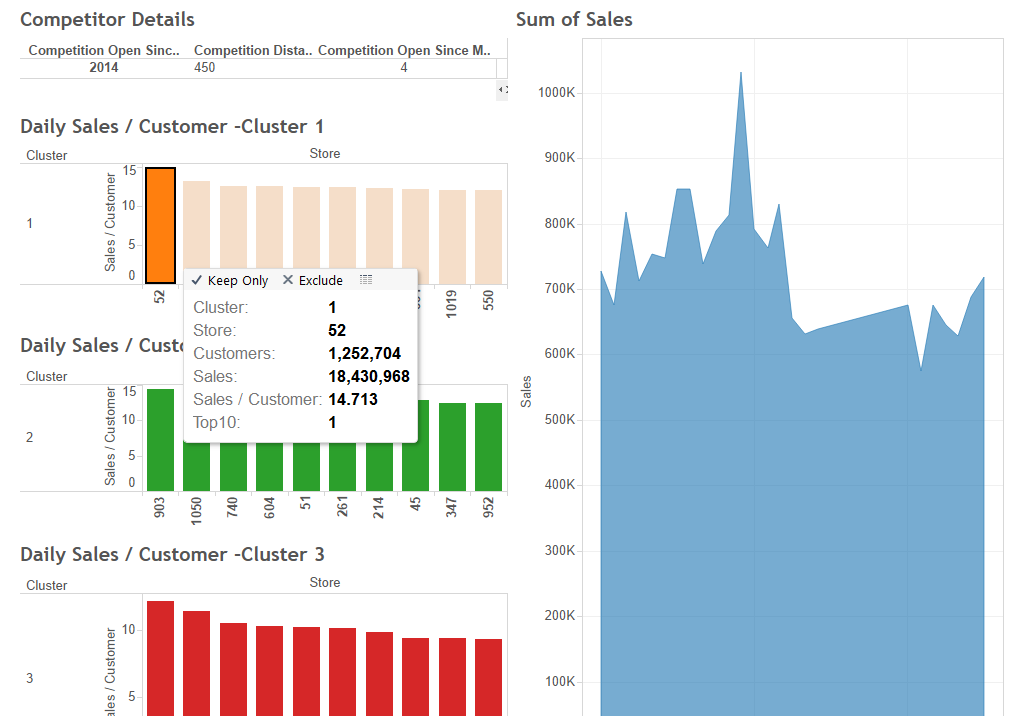 Competitor Details
Competition Open Sinc.. Competition Dista.. Competition Open Since M..
2014 450 4
Daily Sales / Customer -Cluster 1
Cluster Store
1
Sales / Customer
15
10
5
0
52 1019 550
Keep Only Exclude
Cluster: 1
Store: 52
Customers: 1,252,704
Sales: 18,430,968
Sales / Customer: 14.713
Top10: 1
Daily Sales /
Cluster
2
Sales / Customer
15
10
5
0
903 1050 740 604 51 261 214 45 347 952
Daily Sales / Customer -Cluster 3
Cluster Store
3
/ Customer
10
5
Sum of Sales
Sales
1000K
900K
800K
700K
600K
500K
400K
300K
200K
100K